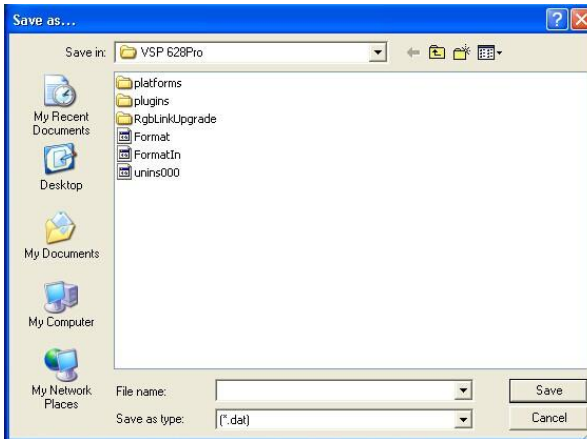 Save as...
Save in:
VSP 628Pro
My Recent
Documents
Desktop
My Documents
My Computer
My Network
Places
platforms
plugins
RgbLinkUpgrade
Format
FormatIn
unins000
File name:
Save
Save as type:
(*.dat)
Cancel